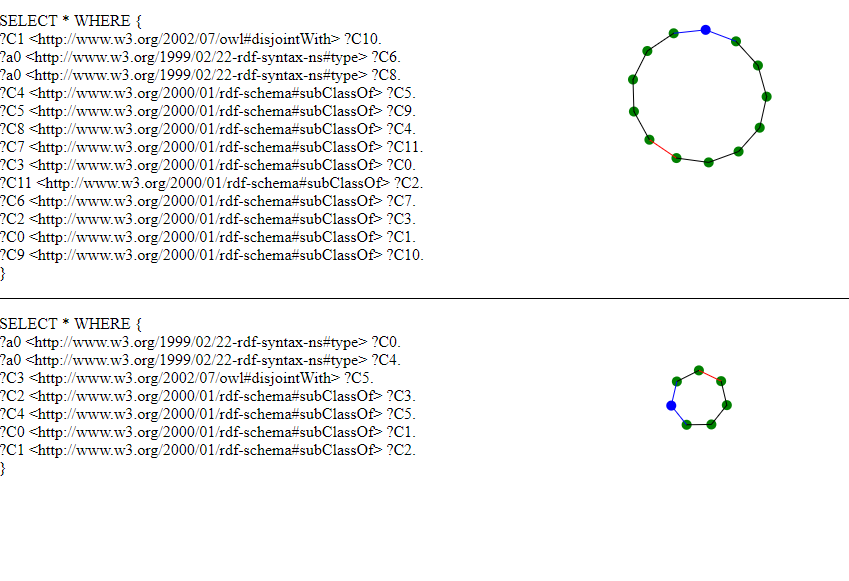 SELECT * WHERE {
?C1 <http://www.w3.org/2002/07/owl#disjointWith> ?C10.
?a0 <http://www.w3.org/1999/02/22-rdf-syntax-ns#type> ?C6.
?a0 <http://www.w3.org/1999/02/22-rdf-syntax-ns#type> ?C8.
?C4 <http://www.w3.org/2000/01/rdf-schema#subClassOf> ?C5.
?C5 <http://www.w3.org/2000/01/rdf-schema#subClassOf> ?C9.
?C8 <http://www.w3.org/2000/01/rdf-schema#subClassOf> ?C4.
?C7 <http://www.w3.org/2000/01/rdf-schema#subClassOf> ?C11.
?C3 <http://www.w3.org/2000/01/rdf-schema#subClassOf> ?C0.
?C11 <http://www.w3.org/2000/01/rdf-schema#subClassOf> ?C2.
?C6 <http://www.w3.org/2000/01/rdf-schema#subClassOf> ?C7.
?C2 <http://www.w3.org/2000/01/rdf-schema#subClassOf> ?C3.
?C0 <http://www.w3.org/2000/01/rdf-schema#subClassOf> ?C1.
?C9 <http://www.w3.org/2000/01/rdf-schema#subClassOf> ?C10.
}
SELECT * WHERE {
?a0 <http://www.w3.org/1999/02/22-rdf-syntax-ns#type> ?C0.
?a0 <http://www.w3.org/1999/02/22-rdf-syntax-ns#type> ?C4.
?C3 <http://www.w3.org/2002/07/owl#disjointWith> ?C5.
?C2 <http://www.w3.org/2000/01/rdf-schema#subClassOf> ?C3.
?C4 <http://www.w3.org/2000/01/rdf-schema#subClassOf> ?C5.
?C0 <http://www.w3.org/2000/01/rdf-schema#subClassOf> ?C1.
?C1 <http://www.w3.org/2000/01/rdf-schema#subClassOf> ?C2.
}